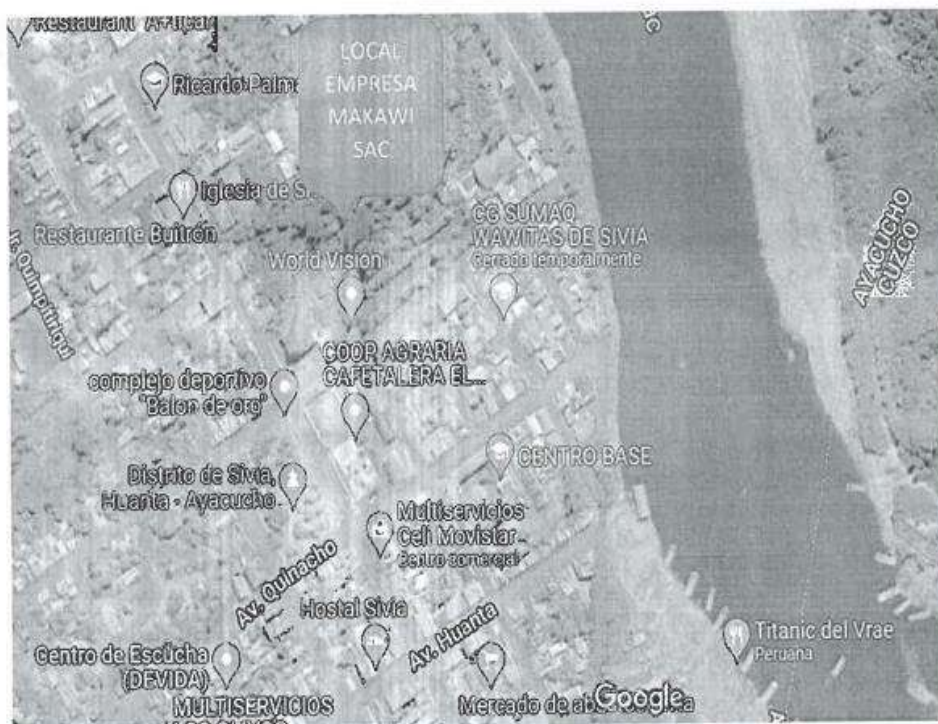 Restaurant
LOCAL
EMPRESA
MAKAWI
SAC
Ricardo Palma
Iglesia de S...
Restaurante Buitrón
CG SUMAQ
WAWITAS DE SIVIA
Cerrado temporalmente
World Vision
AYACUCHO
CUZCO
Quimpitiriqui
COOP AGRARIA
CAFETALERA EL...
complejo deportivo
"Balon de oro"
CENTRO BASE
Distrito de Sivia,
Huanta - Ayacucho
Multiservicios
Celi Movistar
Centro comercial
Av. Quinacho
Hostal Sivia
Av. Huanta
Titanic del Vrae
Peruana
Centro de Escucha
(DEVIDA)
MULTISERVICIOS
Mercado de
Google